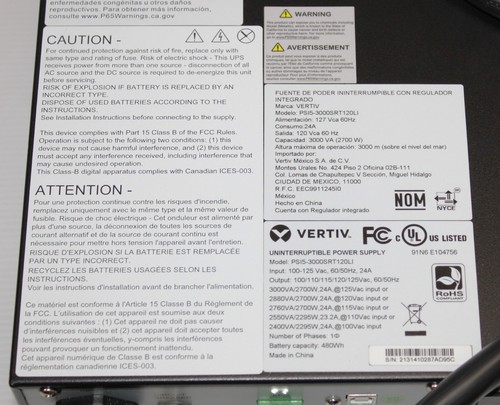 enfermedades congénitas u otros daños
reproductivos. Para obtener más información,
consulte www.P65Warnings.ca.gov
CAUTION -
For continued protection against risk of fire, replace only with
same type and rating of fuse. Risk of electric shock - This UPS
receives power from more than one source - disconnection of all
AC source and the DC source is required to de-energize this unit
before servicing.
RISK OF EXPLOSION IF BATTERY IS REPLACED BY AN
INCORRECT TYPE.
DISPOSE OF USED BATTERIES ACCORDING TO THE
INSTRUCTIONS.
See Installation Instructions before connecting to the supply.
This device complies with Part 15 Class B of the FCC Rules.
Operation is subject to the following two conditions: (1) this
device may not cause harmful interference, and (2) this device
must accept any interference received, including interference that
may cause undesired operation.
This Class-B digital apparatus complies with Canadian ICES-003.
ATTENTION -
Pour une protection continue contre les risques d'incendie,
remplacez uniquement avec le même type et la même valeur de
fusible. Risque de choc électrique - Cet onduleur est alimenté par
plus d'une source, la déconnexion de toutes les sources de
courant alternatif et de la source de courant continu est
nécessaire pour mettre hors tension l'appareil avant l'entretien.
RISQUE D'EXPLOSION SI LA BATTERIE EST REMPLACÉE
PAR UN TYPE INCORRECT.
RECYCLEZ LES BATTERIES USAGÉES SELON LES
INSTRUCTIONS.
Voir les instructions d'installation avant de brancher l'alimentation.
Ce matériel est conforme à l'Article 15 Classe B du Règlement de
la FCC. L'utilisation de cet appareil est soumise aux deux
conditions suivantes : (1) Cet appareil ne doit pas causer
d'interférences nuisibles et (2) cet appareil doit accepter toutes
les interférences éventuelles, y-compris les interférences
pouvant provoquer un fonctionnement inattendu.
Cet appareil numérique de Classe B est conforme à la
réglementation canadienne ICES-003.
WARNING
AVERTISSEMENT
FUENTE DE PODER ININTERRUMPIBLE CON REGULADOR
INTEGRADO
Marca: VERTIV
Modelo: PSI5-3000SRT120LI
Alimentación: 127 Vca 60Hz
Consumo:24A
Salida: 120 Vca 60 hz
Capacidad: 3000 VA (2700 W)
Altura máxima de operación: 3000 m (sobre el nivel del mar)
Importado por:
Vertiv México S.A. de C.V.
Montes Urales No. 424 Piso 2 Oficina 02B-111
Col. Lomas de Chapultepec, V Sección, Miguel Hidalgo
CIUDAD DE MÉXICO, 11000
R.F.C. EEC9911245I0
México
Hecho en China
Cuenta con Regulador integrado
NOM
NYCE
VERTIV
FC
c UL US LISTED
UNINTERRUPTIBLE POWER SUPPLY
91N6 E104756
Model: PSI5-3000SRT120LI
Input: 100-125 Vac, 60/50Hz, 24A
Output: 100/110/115/120/125Vac, 60/50Hz
3000VA/2700W,24A,@125Vac input or
2880VA/2700W,24A,@120Vac input or
2760VA/2700W,24A,@115Vac input or
2550VA/2295W,23.2A,@110Vac input or
2400VA/2295W,24A,@100Vac input
Number of Phases: 1Φ
Battery capacity: 480Wh
Made in China
RoHS
COMPLIANT